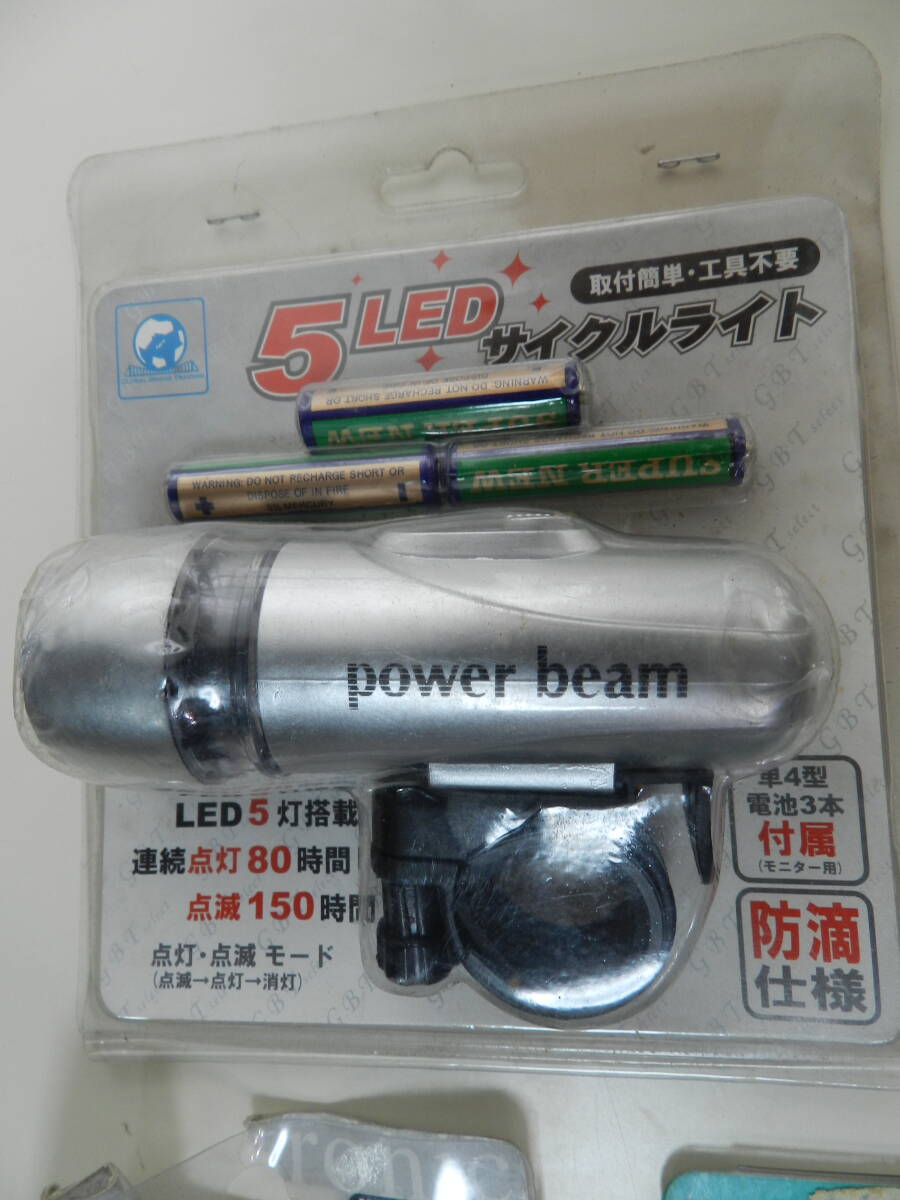 取付簡単・工具不要
5LED
サイクルライト
WARNING: DO NOT RECHARGE SHORT OR
SUPER NEW
SUPER NEW
WARNING: DO NOT RECHARGE SHORT OR
DISPOSE OF IN FIRE
power beam
LED5灯搭載
連続点灯80時間
点滅150時間
点灯・点滅 モード
(点滅→点灯→消灯)
単4型
電池3本
付属
(モニター用)
防滴
仕様
GBT select